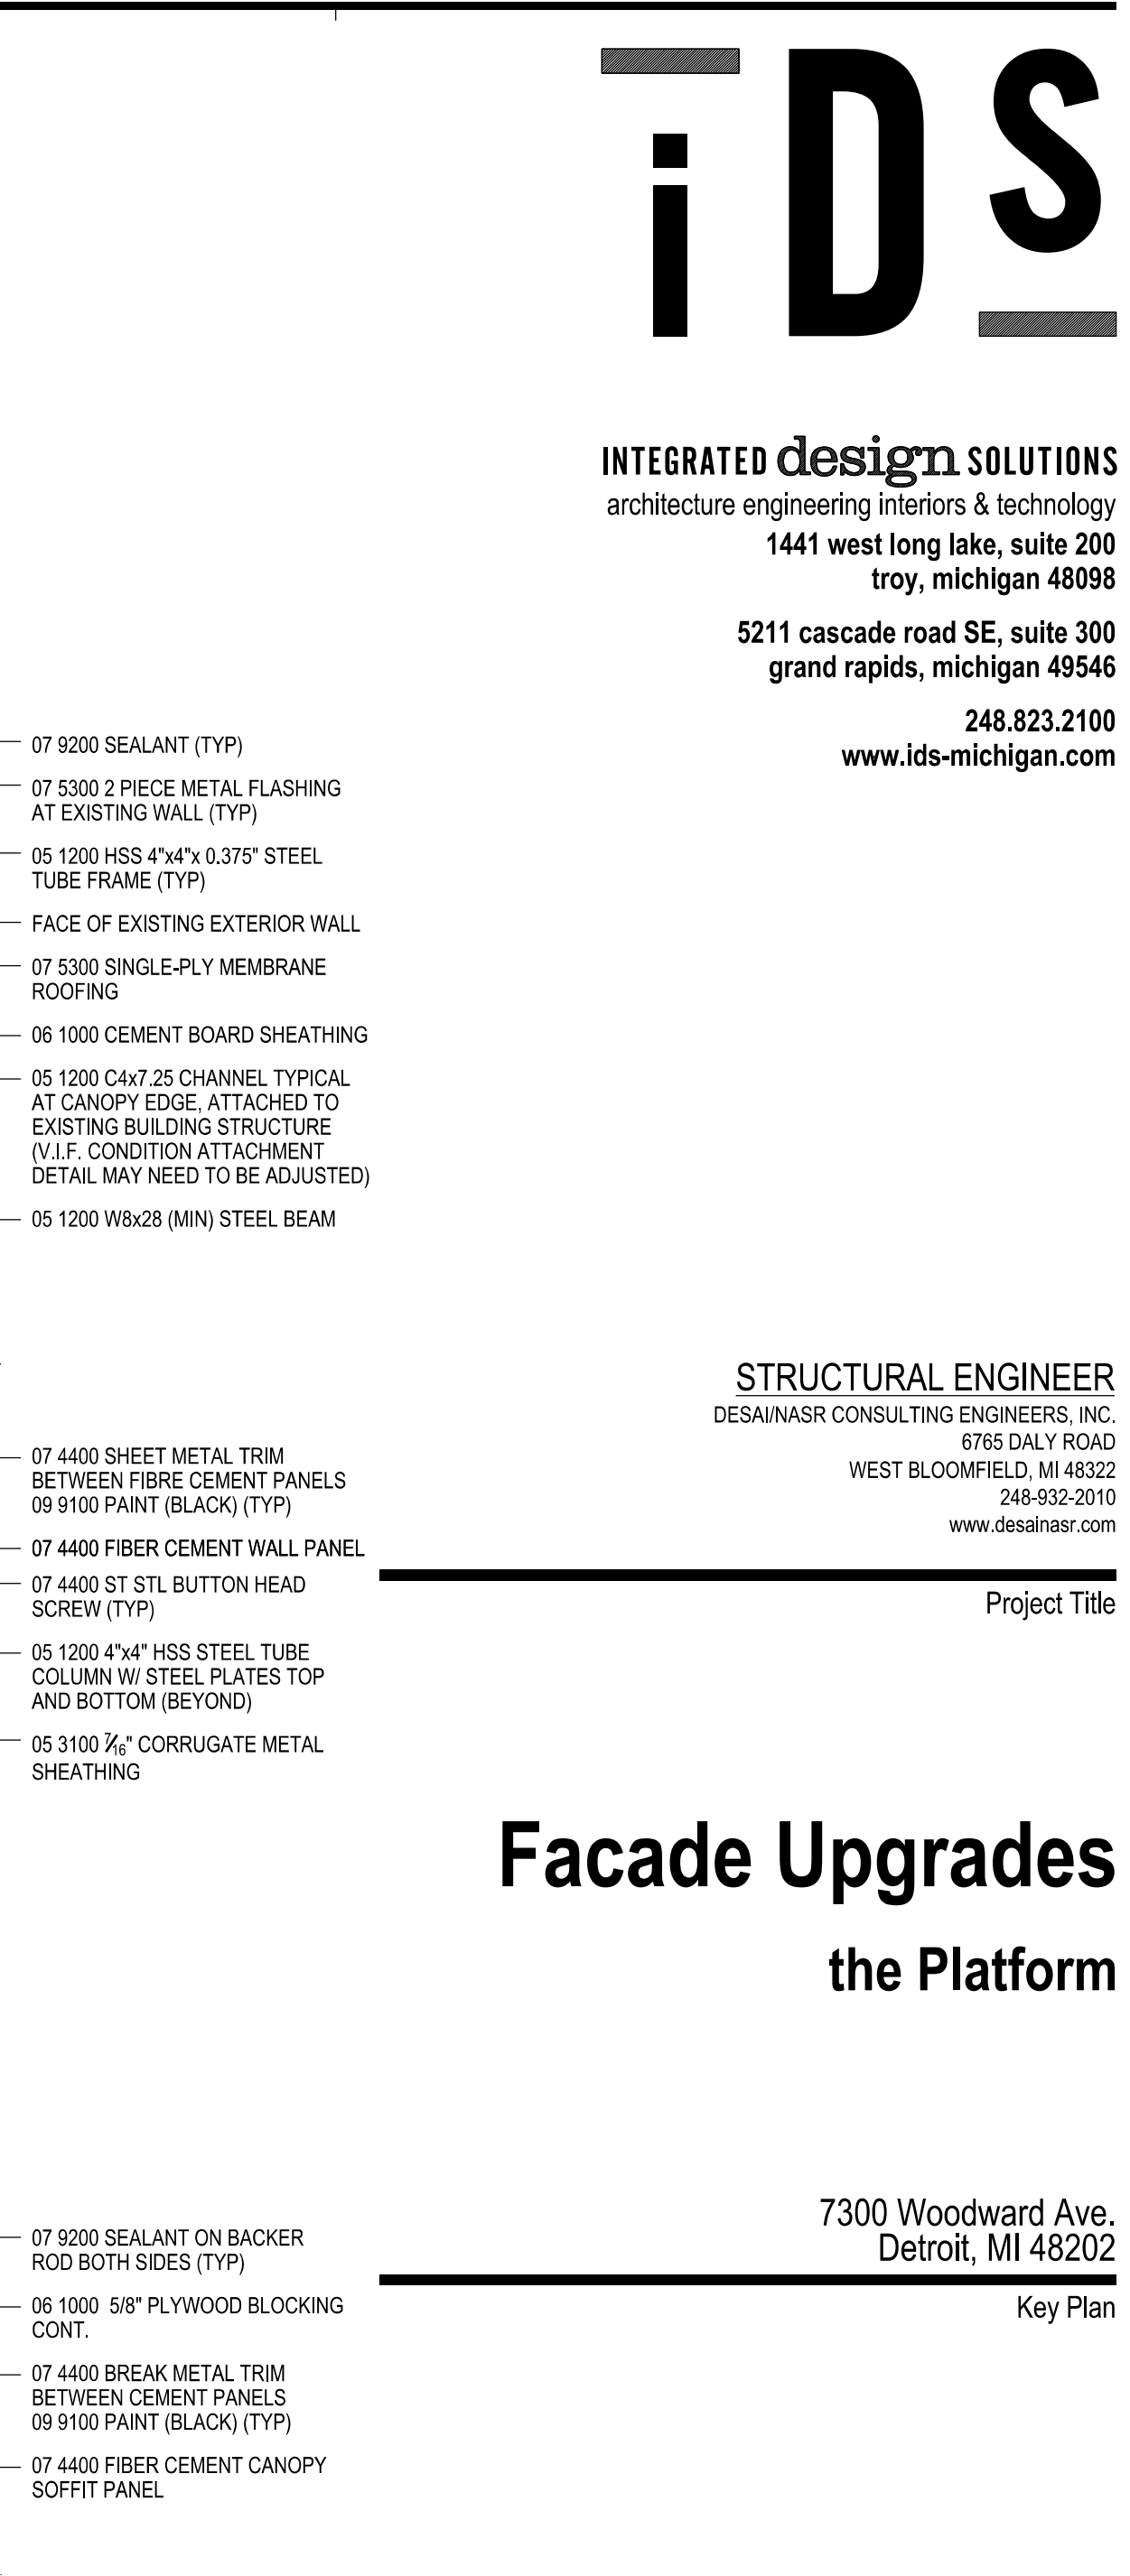 iDS
INTEGRATED design SOLUTIONS
architecture engineering interiors & technology
1441 west long lake, suite 200
troy, michigan 48098
5211 cascade road SE, suite 300
grand rapids, michigan 49546
248.823.2100
www.ids-michigan.com
07 9200 SEALANT (TYP)
07 5300 2 PIECE METAL FLASHING
AT EXISTING WALL (TYP)
05 1200 HSS 4"x4"x 0.375" STEEL
TUBE FRAME (TYP)
FACE OF EXISTING EXTERIOR WALL
07 5300 SINGLE-PLY MEMBRANE
ROOFING
06 1000 CEMENT BOARD SHEATHING
05 1200 C4x7.25 CHANNEL TYPICAL
AT CANOPY EDGE, ATTACHED TO
EXISTING BUILDING STRUCTURE
(V.I.F. CONDITION ATTACHMENT
DETAIL MAY NEED TO BE ADJUSTED)
05 1200 W8x28 (MIN) STEEL BEAM
STRUCTURAL ENGINEER
DESAI/NASR CONSULTING ENGINEERS, INC.
6765 DALY ROAD
WEST BLOOMFIELD, MI 48322
248-932-2010
www.desainasr.com
07 4400 SHEET METAL TRIM
BETWEEN FIBRE CEMENT PANELS
09 9100 PAINT (BLACK) (TYP)
07 4400 FIBER CEMENT WALL PANEL
07 4400 ST STL BUTTON HEAD
SCREW (TYP)
05 1200 4"x4" HSS STEEL TUBE
COLUMN W/ STEEL PLATES TOP
AND BOTTOM (BEYOND)
05 3100 7/16" CORRUGATE METAL
SHEATHING
Project Title
Facade Upgrades
the Platform
7300 Woodward Ave.
Detroit, MI 48202
Key Plan
07 9200 SEALANT ON BACKER
ROD BOTH SIDES (TYP)
06 1000 5/8" PLYWOOD BLOCKING
CONT.
07 4400 BREAK METAL TRIM
BETWEEN CEMENT PANELS
09 9100 PAINT (BLACK) (TYP)
07 4400 FIBER CEMENT CANOPY
SOFFIT PANEL